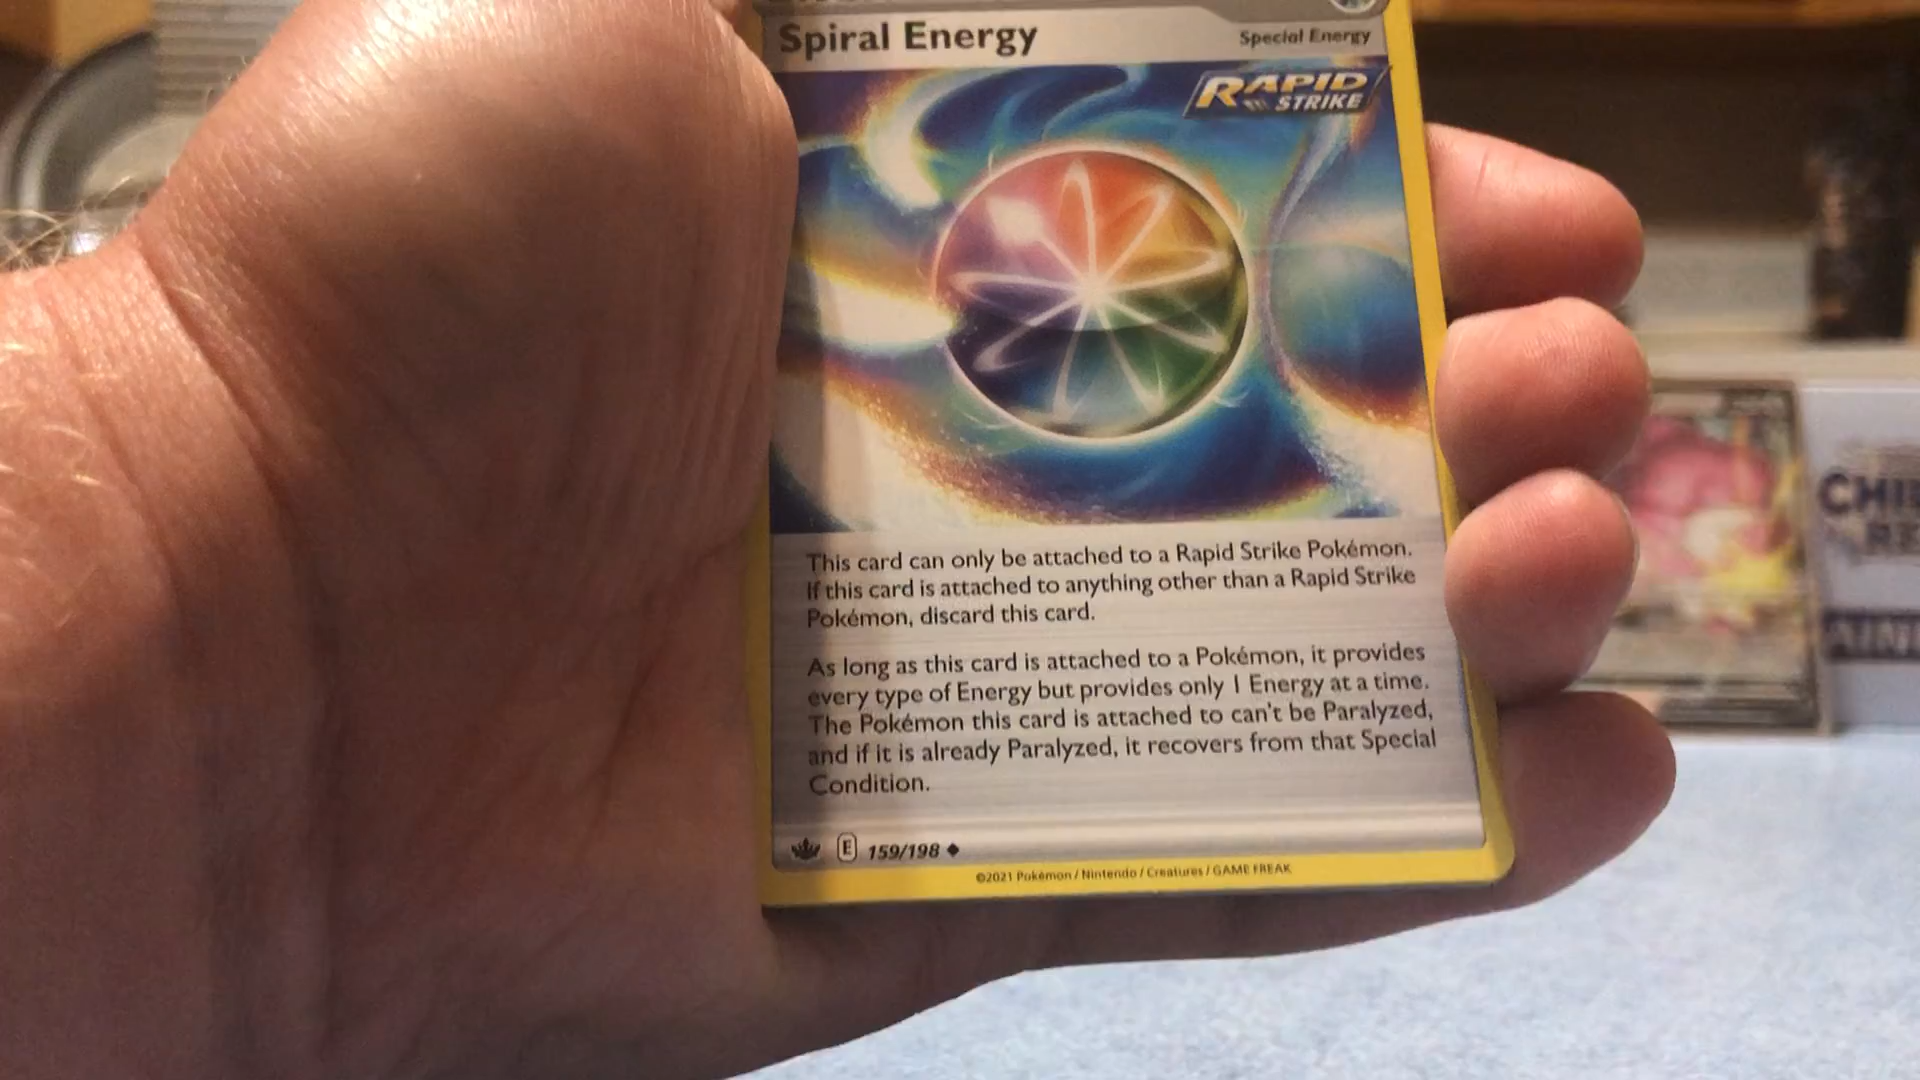 Spiral Energy
Special Energy
RAPID
STRIKE
This card can only be attached to a Rapid Strike Pokémon.
If this card is attached to anything other than a Rapid Strike
Pokémon, discard this card.
As long as this card is attached to a Pokémon, it provides
every type of Energy but provides only 1 Energy at a time.
The Pokémon this card is attached to can't be Paralyzed,
and if it is already Paralyzed, it recovers from that Special
Condition.
E 159/198
©2021 Pokémon / Nintendo / Creatures / GAME FREAK